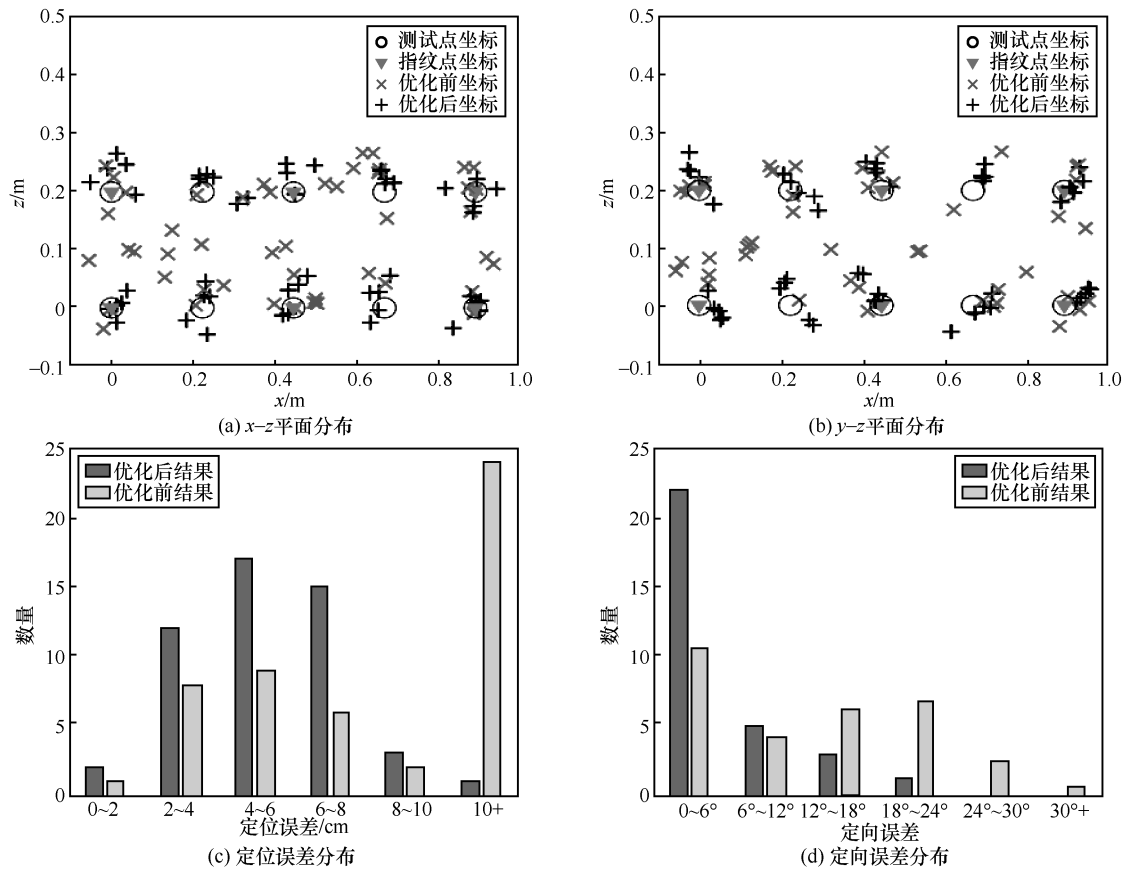 0.5
0.4
0.3
0.2
0.1
0
–0.1
z/m
测试点坐标
指纹点坐标
优化前坐标
优化后坐标
0 0.2 0.4 0.6 0.8 1.0
x/m
(a) x–z平面分布
0.5
0.4
0.3
0.2
0.1
0
–0.1
z/m
测试点坐标
指纹点坐标
优化前坐标
优化后坐标
0 0.2 0.4 0.6 0.8 1.0
x/m
(b) y–z平面分布
25
20
15
10
5
0
数量
优化后结果
优化前结果
0~2 2~4 4~6 6~8 8~10 10+
定位误差/cm
(c) 定位误差分布
25
20
15
10
5
0
数量
优化后结果
优化前结果
0~6° 6°~12° 12°~18° 18°~24° 24°~30° 30°+
定向误差
(d) 定向误差分布